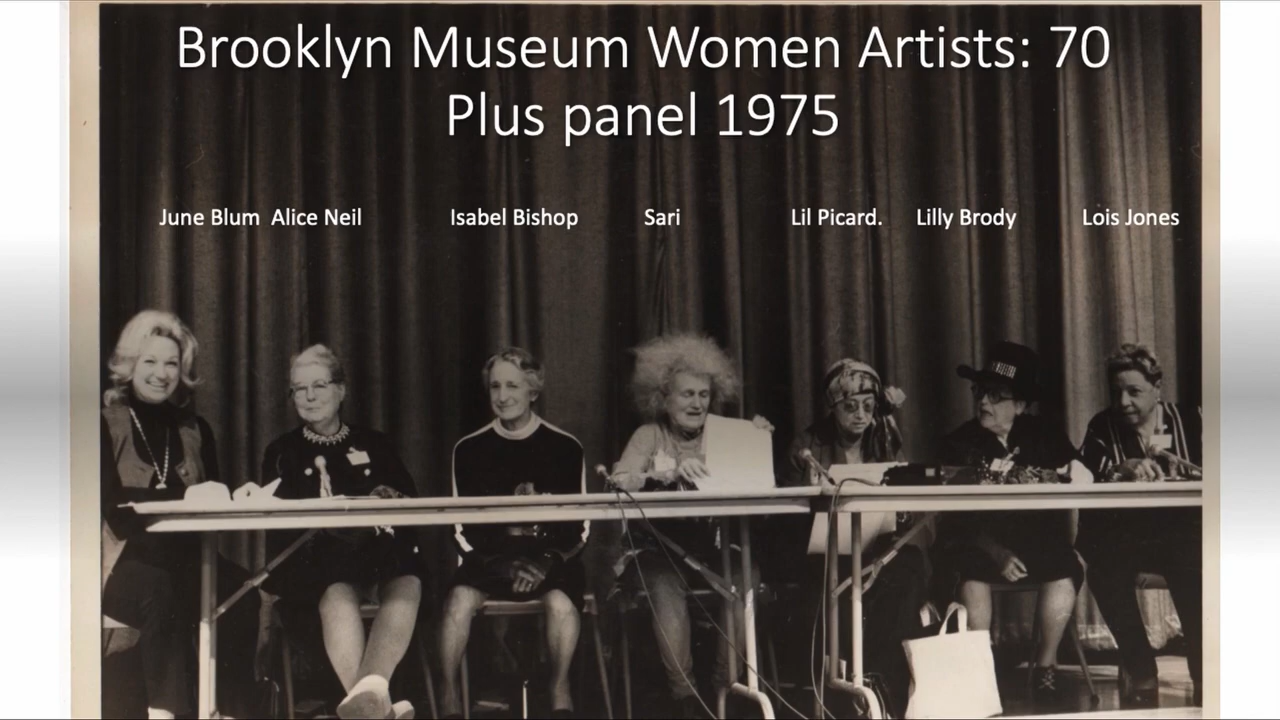 Brooklyn Museum Women Artists: 70
Plus panel 1975
June Blum Alice Neil Isabel Bishop Sari Lil Picard. Lilly Brody Lois Jones